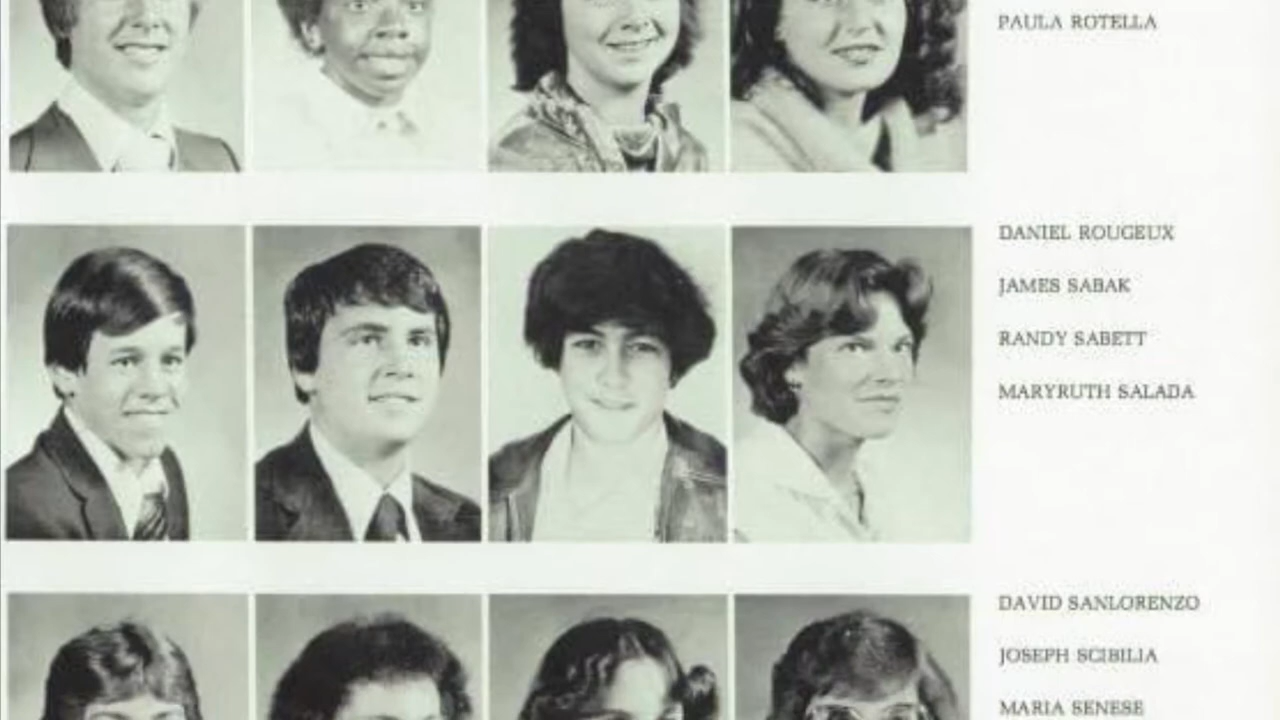 PAULA ROTELLA
DANIEL ROUGEUX
JAMES SABAK
RANDY SABETT
MARYRUTH SALADA
DAVID SANLORENZO
JOSEPH SCIBILIA
MARIA SENESE